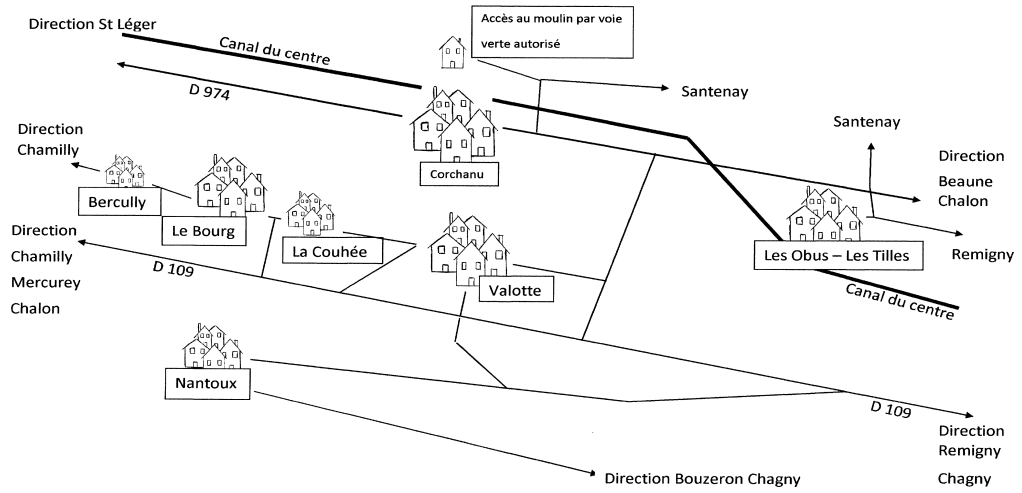 Direction St Léger
Canal du centre
Accès au moulin par voie
verte autorisé
D 974
Santenay
Santenay
Direction
Chamilly
Direction
Beaune
Chalon
Corchanu
Bercully
Le Bourg
La Couhée
Direction
Chamilly
Mercurey
Chalon
D 109
Valotte
Les Obus – Les Tilles
Remigny
Canal du centre
Nantoux
D 109
Direction
Remigny
Chagny
Direction Bouzeron Chagny